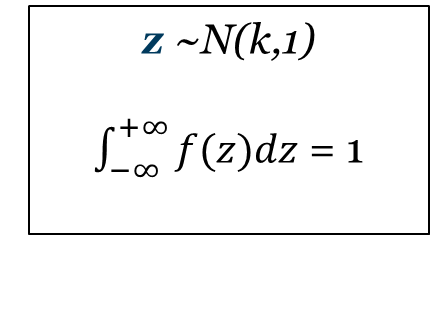 z ~N(k,1)
∫₋∞⁺∞ f(z)dz = 1